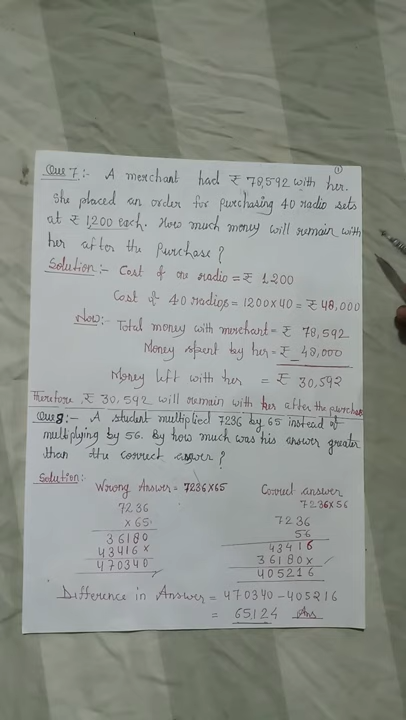 ①
Que 7:- A merchant had ₹ 78,592 with her.
She placed an order for purchasing 40 radio sets
at ₹ 1,200 each. How much money will remain with
her after the purchase?
Solution:- Cost of one radio = ₹ 1200
Cost of 40 radios = 1200×40 = ₹ 48,000
Now:- Total money with merchant = ₹ 78,592
Money spent by her = ₹ 48,000
Money left with her = ₹ 30,592
Therefore, ₹ 30,592 will remain with her after the purchase
Que 8:- A student multiplied 7236 by 65 instead of
multiplying by 56. By how much was his answer greater
than the correct answer?
Solution:
Wrong Answer = 7236×65
7236
×65
36180
43416×
470340
Correct answer
7236×56
7236
56
43416
36180×
405216
Difference in Answer = 470340-405216
= 65124 Ans